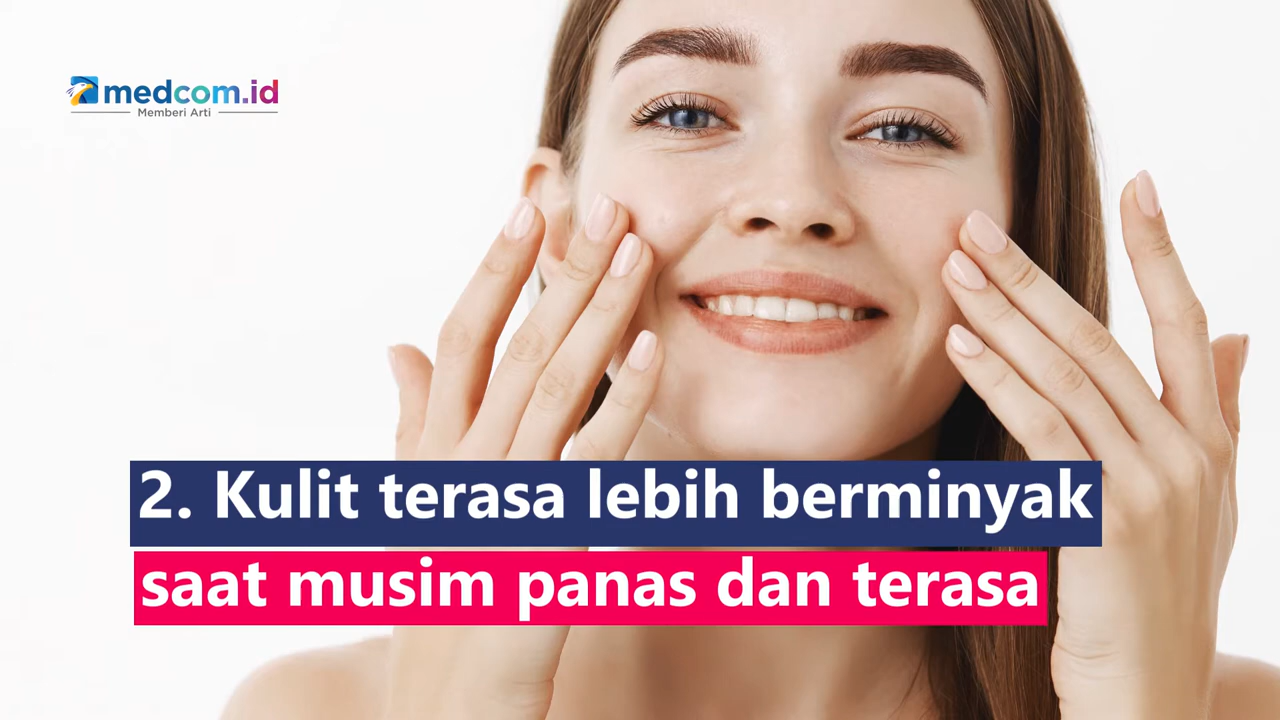 medcom.id
Memberi Arti
2. Kulit terasa lebih berminyak
saat musim panas dan terasa